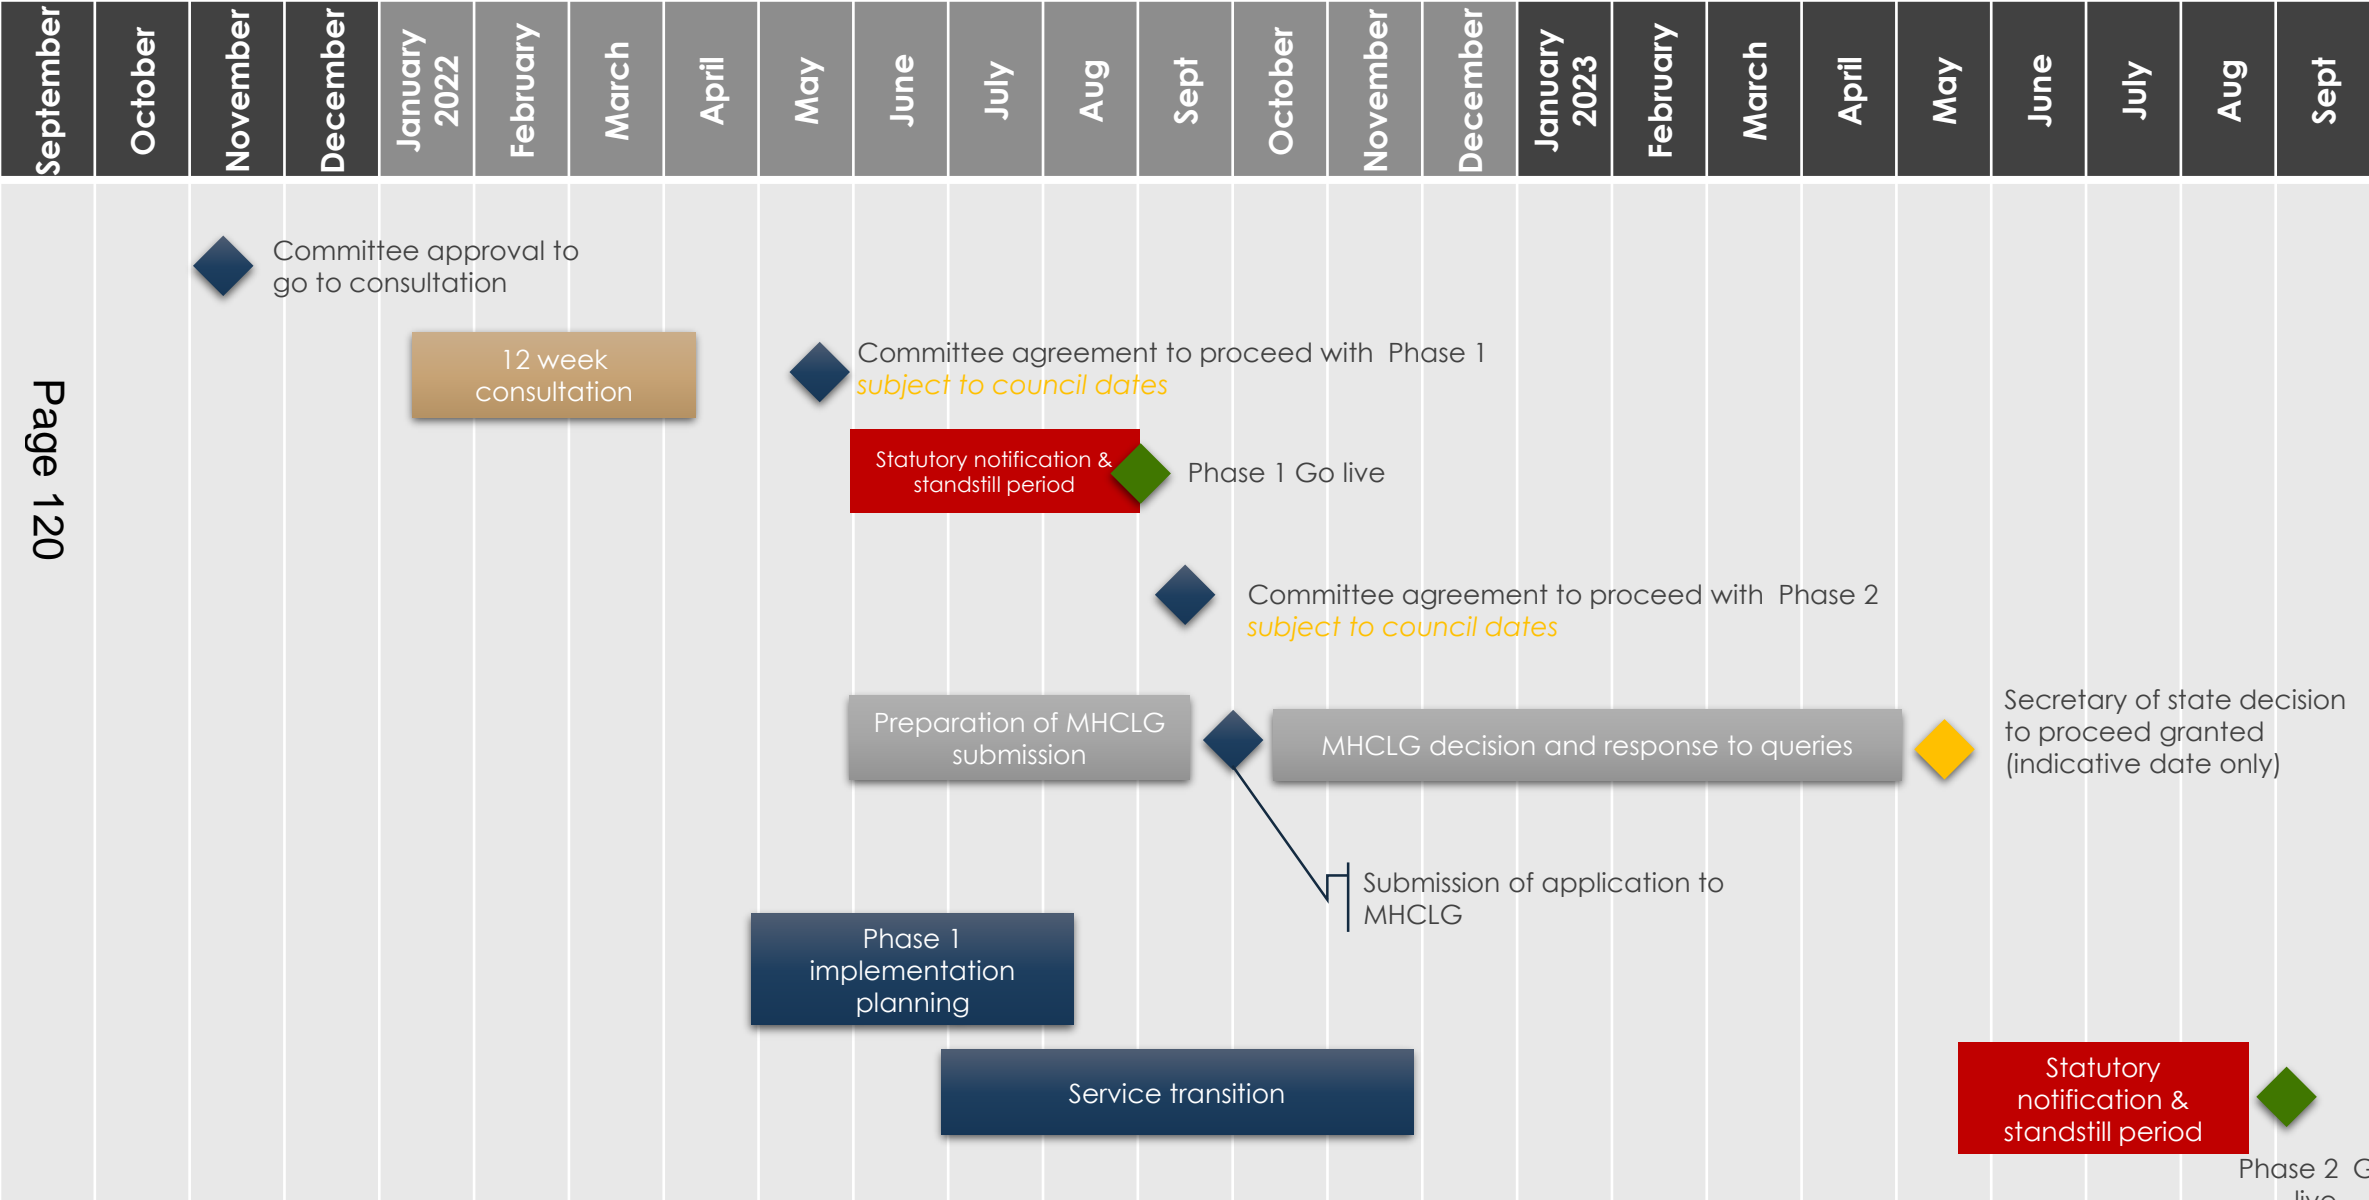 September
October
November
December
January
2022
February
March
April
May
June
July
Aug
Sept
October
November
December
January
2023
February
March
April
May
June
July
Aug
Sept
Committee approval to
go to consultation
12 week
consultation
Committee agreement to proceed with Phase 1
subject to council dates
Page 120
Statutory notification &
standstill period
Phase 1 Go live
Committee agreement to proceed with Phase 2
subject to council dates
Preparation of MHCLG
submission
MHCLG decision and response to queries
Secretary of state decision
to proceed granted
(indicative date only)
Submission of application to
MHCLG
Phase 1
implementation
planning
Service transition
Statutory
notification &
standstill period
Phase 2 G
live